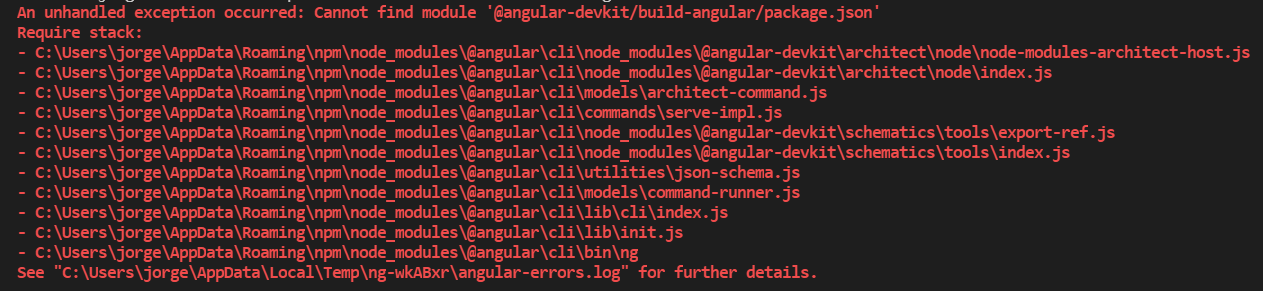 An unhandled exception occurred: Cannot find module '@angular-devkit/build-angular/package.json'
Require stack:
- C:\Users\jorge\AppData\Roaming\npm\node_modules\@angular\cli\node_modules\@angular-devkit\architect\node\node-modules-architect-host.js
- C:\Users\jorge\AppData\Roaming\npm\node_modules\@angular\cli\node_modules\@angular-devkit\architect\node\index.js
- C:\Users\jorge\AppData\Roaming\npm\node_modules\@angular\cli\models\architect-command.js
- C:\Users\jorge\AppData\Roaming\npm\node_modules\@angular\cli\commands\serve-impl.js
- C:\Users\jorge\AppData\Roaming\npm\node_modules\@angular\cli\node_modules\@angular-devkit\schematics\tools\export-ref.js
- C:\Users\jorge\AppData\Roaming\npm\node_modules\@angular\cli\node_modules\@angular-devkit\schematics\tools\index.js
- C:\Users\jorge\AppData\Roaming\npm\node_modules\@angular\cli\utilities\json-schema.js
- C:\Users\jorge\AppData\Roaming\npm\node_modules\@angular\cli\models\command-runner.js
- C:\Users\jorge\AppData\Roaming\npm\node_modules\@angular\cli\lib\cli\index.js
- C:\Users\jorge\AppData\Roaming\npm\node_modules\@angular\cli\lib\init.js
- C:\Users\jorge\AppData\Roaming\npm\node_modules\@angular\cli\bin\ng
See "C:\Users\jorge\AppData\Local\Temp\ng-wkABxr\angular-errors.log" for further details.